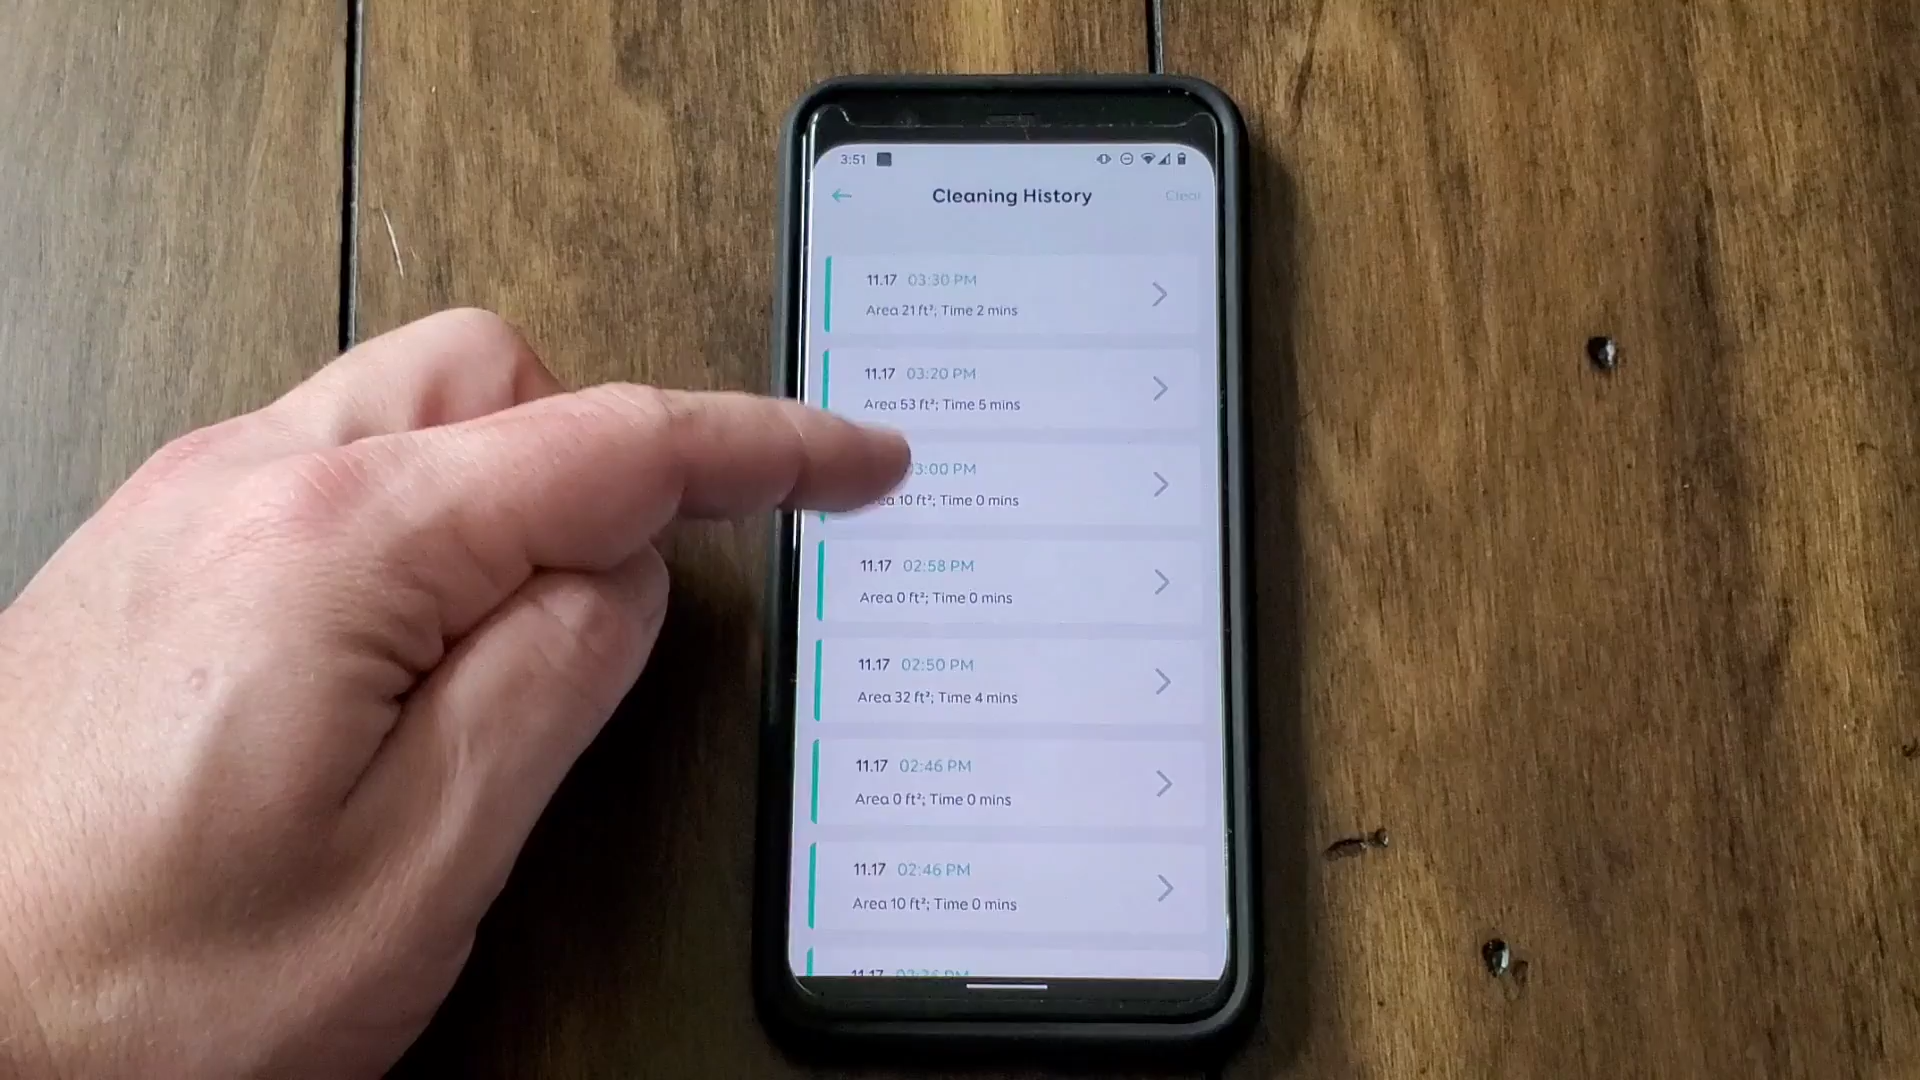 3:51
Cleaning History
Clear
11.17 03:30 PM
Area 21 ft²; Time 2 mins
11.17 03:20 PM
Area 53 ft²; Time 5 mins
03:00 PM
10 ft²; Time 0 mins
11.17 02:58 PM
Area 0 ft²; Time 0 mins
11.17 02:50 PM
Area 32 ft²; Time 4 mins
11.17 02:46 PM
Area 0 ft²; Time 0 mins
11.17 02:46 PM
Area 10 ft²; Time 0 mins
11.17